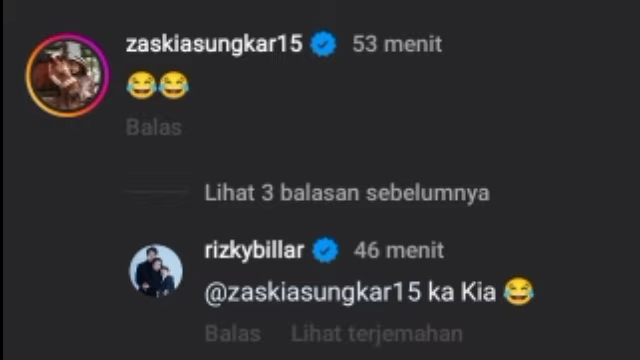 zaskiasungkar15 53 menit
😂😂
Balas
Lihat 3 balasan sebelumnya
rizkybillar 46 menit
@zaskiasungkar15 ka Kia 😂
Balas Lihat terjemahan